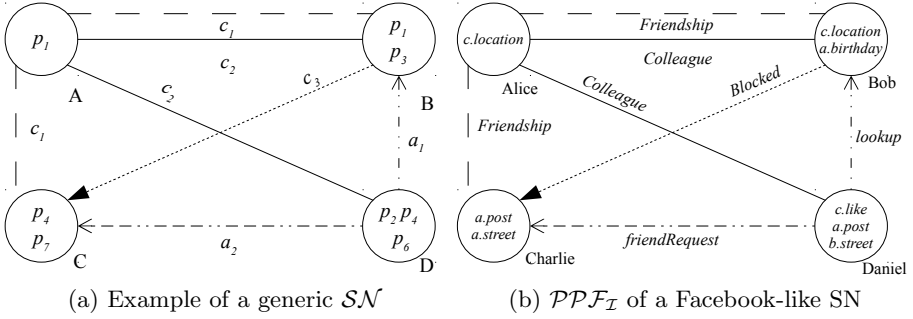 c₁
p₁
p₁
p₃
c₂
A
c₂
c₃
B
c₁
a₁
p₄
p₇
p₂ p₄
p₆
a₂
C
D
(a) Example of a generic 𝒮𝒩
Friendship
c.location
c.location
a.birthday
Colleague
Alice
Colleague
Blocked
Bob
Friendship
lookup
a.post
a.street
c.like
a.post
b.street
friendRequest
Charlie
Daniel
(b) 𝒫𝒫ℱ_ℐ of a Facebook-like SN